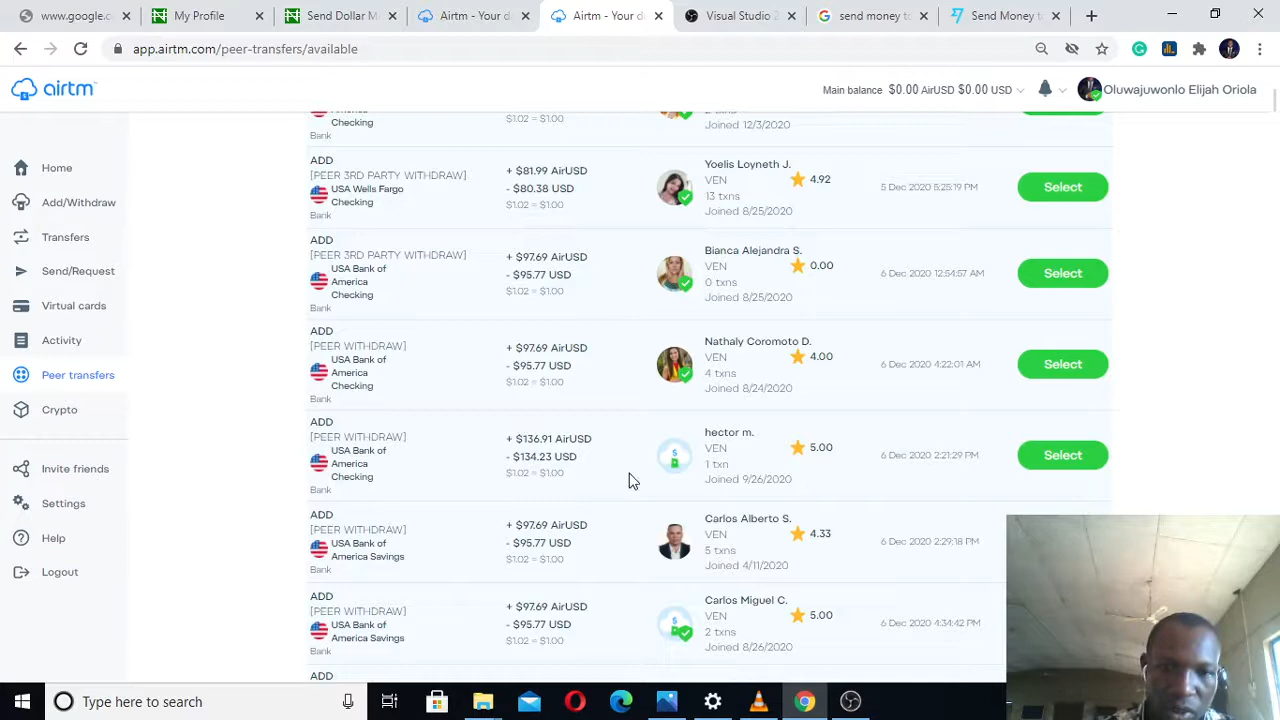 www.google.c
My Profile
Send Dollar M
Airtm - Your d
Airtm - Your d
Visual Studio 2
send money to
Send Money to
app.airtm.com/peer-transfers/available
airtm
Main balance $0.00 AirUSD $0.00 USD
Oluwajuwonlo Elijah Oriola
Home
Add/Withdraw
Transfers
Send/Request
Virtual cards
Activity
Peer transfers
Crypto
Invite friends
Settings
Help
Logout
America
Checking
Bank
$1.02 = $1.00
Joined 12/3/2020
ADD
[PEER 3RD PARTY WITHDRAW]
USA Wells Fargo
Checking
Bank
+ $81.99 AirUSD
- $80.38 USD
$1.02 = $1.00
Yoelis Loyneth J.
VEN
13 txns
Joined 8/25/2020
4.92
5 Dec 2020 5:25:19 PM
Select
ADD
[PEER 3RD PARTY WITHDRAW]
USA Bank of
America
Checking
Bank
+ $97.69 AirUSD
- $95.77 USD
$1.02 = $1.00
Bianca Alejandra S.
VEN
0 txns
Joined 8/25/2020
0.00
6 Dec 2020 12:54:57 AM
Select
ADD
[PEER WITHDRAW]
USA Bank of
America
Checking
Bank
+ $97.69 AirUSD
- $95.77 USD
$1.02 = $1.00
Nathaly Coromoto D.
VEN
4 txns
Joined 8/24/2020
4.00
6 Dec 2020 4:22:01 AM
Select
ADD
[PEER WITHDRAW]
USA Bank of
America
Checking
Bank
+ $136.91 AirUSD
- $134.23 USD
$1.02 = $1.00
hector m.
VEN
1 txn
Joined 9/26/2020
5.00
6 Dec 2020 2:21:29 PM
Select
ADD
[PEER WITHDRAW]
USA Bank of
America Savings
Bank
+ $97.69 AirUSD
- $95.77 USD
$1.02 = $1.00
Carlos Alberto S.
VEN
5 txns
Joined 4/11/2020
4.33
6 Dec 2020 2:29:18 PM
ADD
[PEER WITHDRAW]
USA Bank of
America Savings
Bank
+ $97.69 AirUSD
- $95.77 USD
$1.02 = $1.00
Carlos Miguel C.
VEN
2 txns
Joined 8/26/2020
5.00
6 Dec 2020 4:34:42 PM
ADD
Type here to search